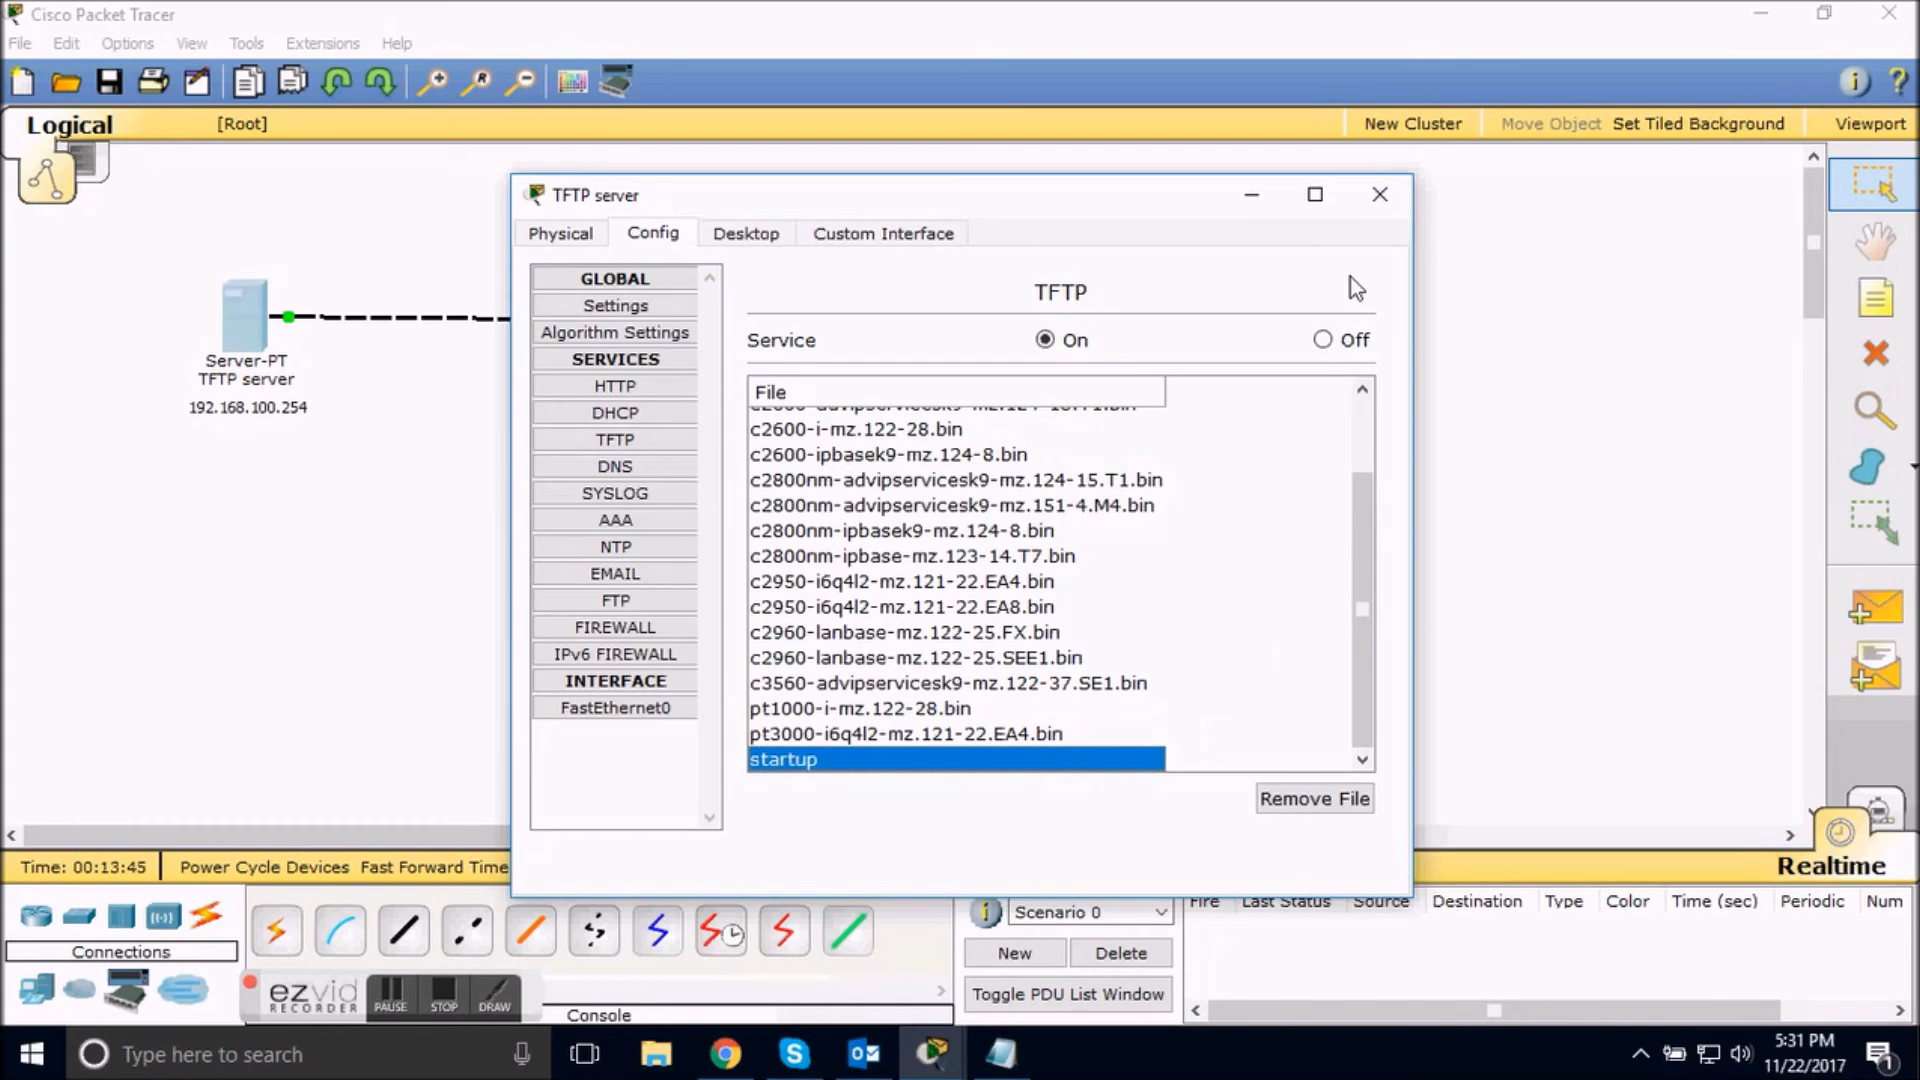 Cisco Packet Tracer
File Edit Options View Tools Extensions Help
Logical [Root] New Cluster Move Object Set Tiled Background Viewport
TFTP server
Physical Config Desktop Custom Interface
GLOBAL
Settings
Algorithm Settings
SERVICES
HTTP
DHCP
TFTP
DNS
SYSLOG
AAA
NTP
EMAIL
FTP
FIREWALL
IPv6 FIREWALL
INTERFACE
FastEthernet0
TFTP
Service On Off
File
c2600-advipservicesk9-mz.124-15.T1.bin
c2600-i-mz.122-28.bin
c2600-ipbasek9-mz.124-8.bin
c2800nm-advipservicesk9-mz.124-15.T1.bin
c2800nm-advipservicesk9-mz.151-4.M4.bin
c2800nm-ipbasek9-mz.124-8.bin
c2800nm-ipbase-mz.123-14.T7.bin
c2950-i6q4l2-mz.121-22.EA4.bin
c2950-i6q4l2-mz.121-22.EA8.bin
c2960-lanbase-mz.122-25.FX.bin
c2960-lanbase-mz.122-25.SEE1.bin
c3560-advipservicesk9-mz.122-37.SE1.bin
pt1000-i-mz.122-28.bin
pt3000-i6q4l2-mz.121-22.EA4.bin
startup
Remove File
Server-PT
TFTP server
192.168.100.254
Time: 00:13:45 Power Cycle Devices Fast Forward Time
Realtime
Connections
Scenario 0
New Delete
Toggle PDU List Window
Fire Last Status Source Destination Type Color Time (sec) Periodic Num
ezvid
RECORDER
PAUSE STOP DRAW
Console
Type here to search
5:31 PM
11/22/2017
1